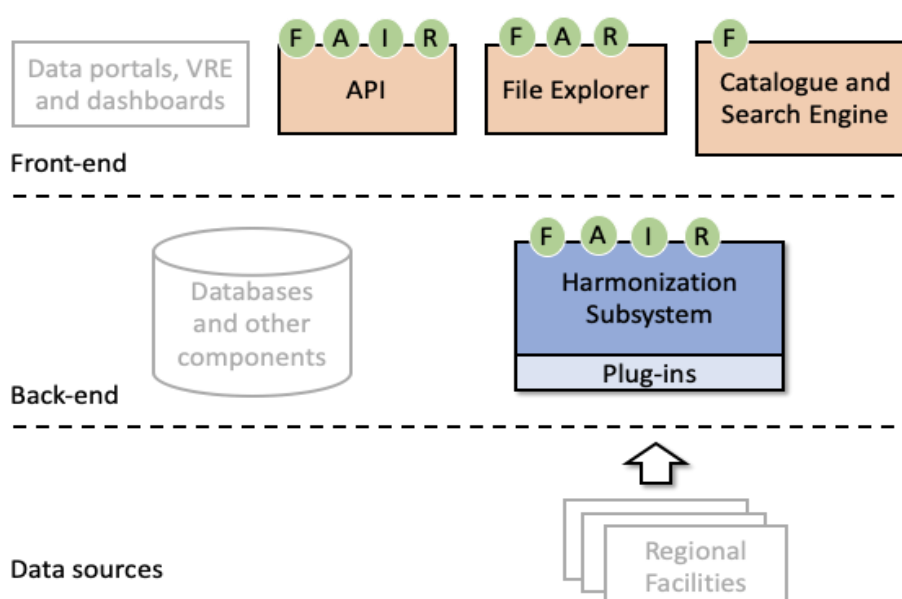 F A I R
F A R
F
Data portals, VRE
and dashboards
API
File Explorer
Catalogue and
Search Engine
Front-end
F A I R
Databases
and other
components
Harmonization
Subsystem
Plug-ins
Back-end
Regional
Facilities
Data sources